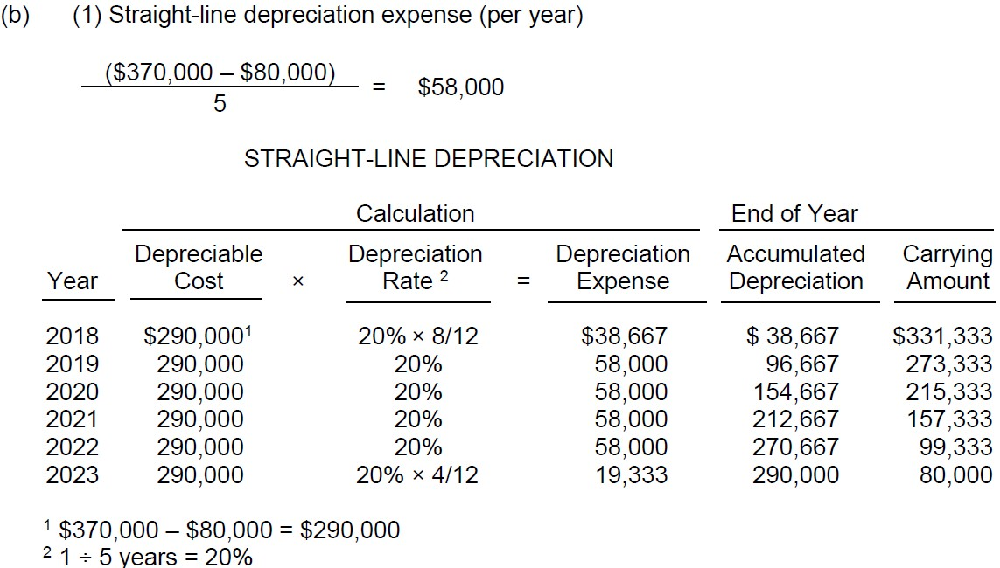 (b) (1) Straight-line depreciation expense (per year)
($370,000 – $80,000)
= $58,000
5
STRAIGHT-LINE DEPRECIATION
Calculation End of Year
Depreciable Depreciation Depreciation Accumulated Carrying
Year Cost × Rate ² = Expense Depreciation Amount
2018 $290,000¹ 20% × 8/12 $38,667 $ 38,667 $331,333
2019 290,000 20% 58,000 96,667 273,333
2020 290,000 20% 58,000 154,667 215,333
2021 290,000 20% 58,000 212,667 157,333
2022 290,000 20% 58,000 270,667 99,333
2023 290,000 20% × 4/12 19,333 290,000 80,000
¹ $370,000 – $80,000 = $290,000
² 1 ÷ 5 years = 20%